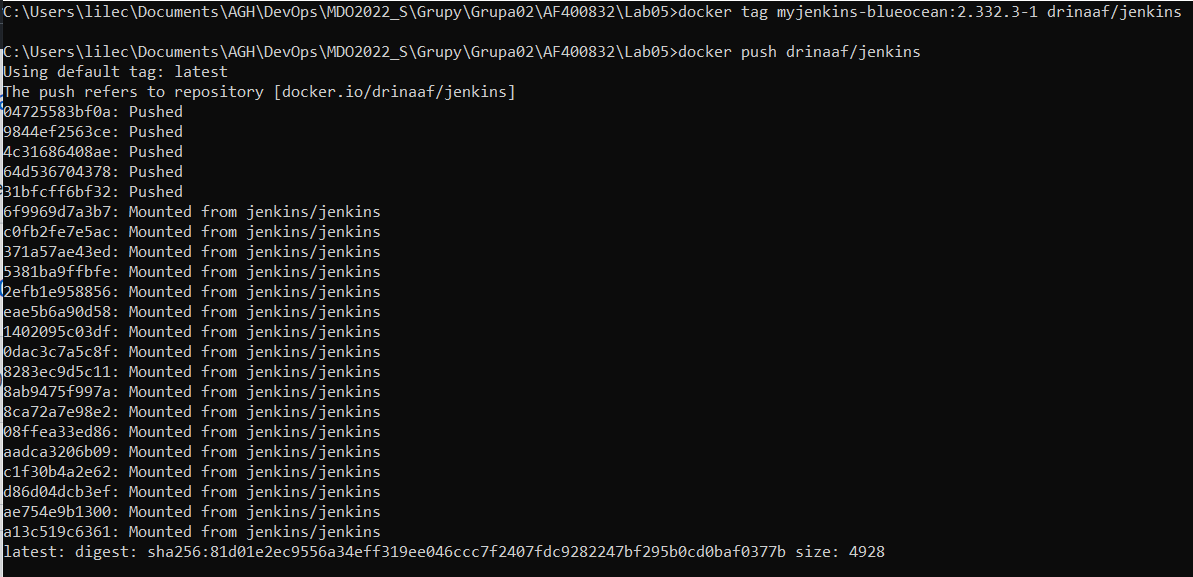 C:\Users\lilec\Documents\AGH\DevOps\MDO2022_S\Grupy\Grupa02\AF400832\Lab05>docker tag myjenkins-blueocean:2.332.3-1 drinaaf/jenkins
C:\Users\lilec\Documents\AGH\DevOps\MDO2022_S\Grupy\Grupa02\AF400832\Lab05>docker push drinaaf/jenkins
Using default tag: latest
The push refers to repository [docker.io/drinaaf/jenkins]
04725583bf0a: Pushed
9844ef2563ce: Pushed
4c31686408ae: Pushed
64d536704378: Pushed
31bfcff6bf32: Pushed
6f9969d7a3b7: Mounted from jenkins/jenkins
c0fb2fe7e5ac: Mounted from jenkins/jenkins
371a57ae43ed: Mounted from jenkins/jenkins
5381ba9ffbfe: Mounted from jenkins/jenkins
2efb1e958856: Mounted from jenkins/jenkins
eae5b6a90d58: Mounted from jenkins/jenkins
1402095c03df: Mounted from jenkins/jenkins
0dac3c7a5c8f: Mounted from jenkins/jenkins
8283ec9d5c11: Mounted from jenkins/jenkins
8ab9475f997a: Mounted from jenkins/jenkins
8ca72a7e98e2: Mounted from jenkins/jenkins
08ffea33ed86: Mounted from jenkins/jenkins
aadca3206b09: Mounted from jenkins/jenkins
c1f30b4a2e62: Mounted from jenkins/jenkins
d86d04dcb3ef: Mounted from jenkins/jenkins
ae754e9b1300: Mounted from jenkins/jenkins
a13c519c6361: Mounted from jenkins/jenkins
latest: digest: sha256:81d01e2ec9556a34eff319ee046ccc7f2407fdc9282247bf295b0cd0baf0377b size: 4928